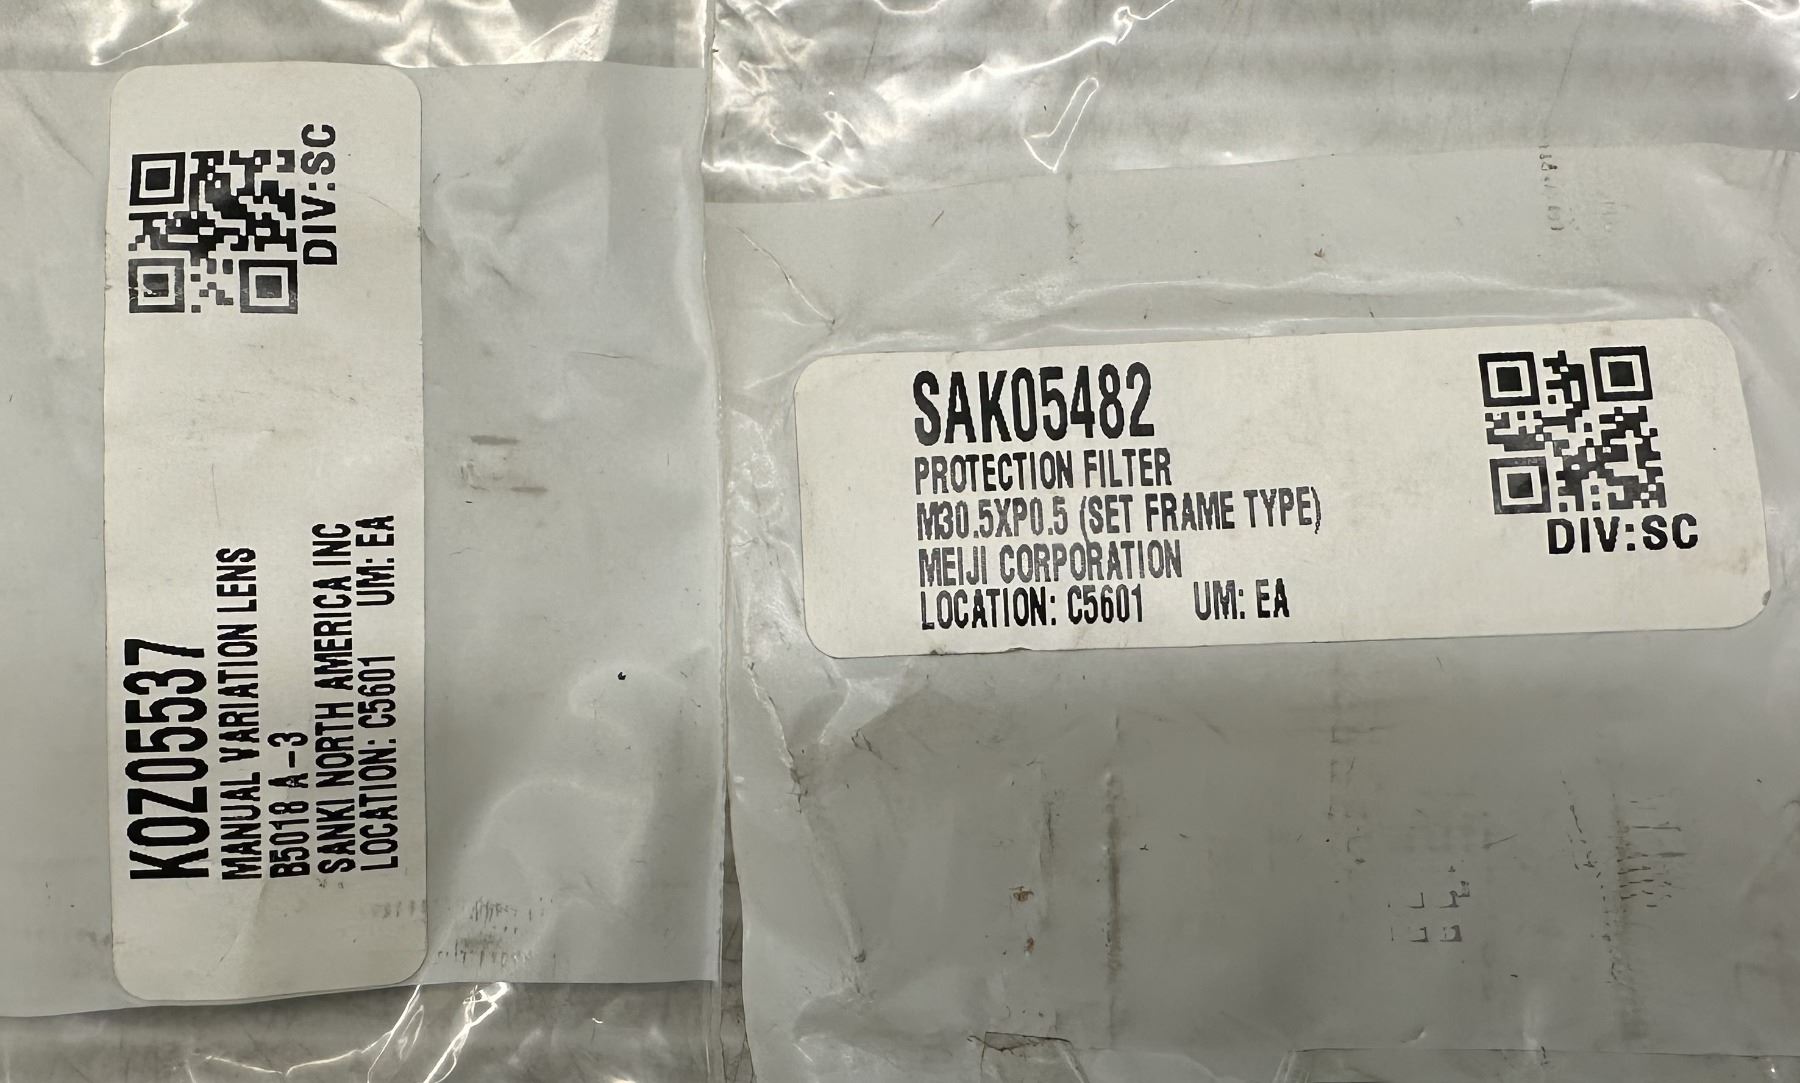 KOZ05537
MANUAL VARIATION LENS
B5018 A-3
SANKI NORTH AMERICA INC
LOCATION: C5601 UM: EA
DIV:SC
SAK05482
PROTECTION FILTER
M30.5XP0.5 (SET FRAME TYPE)
MEIJI CORPORATION
LOCATION: C5601 UM: EA
DIV:SC